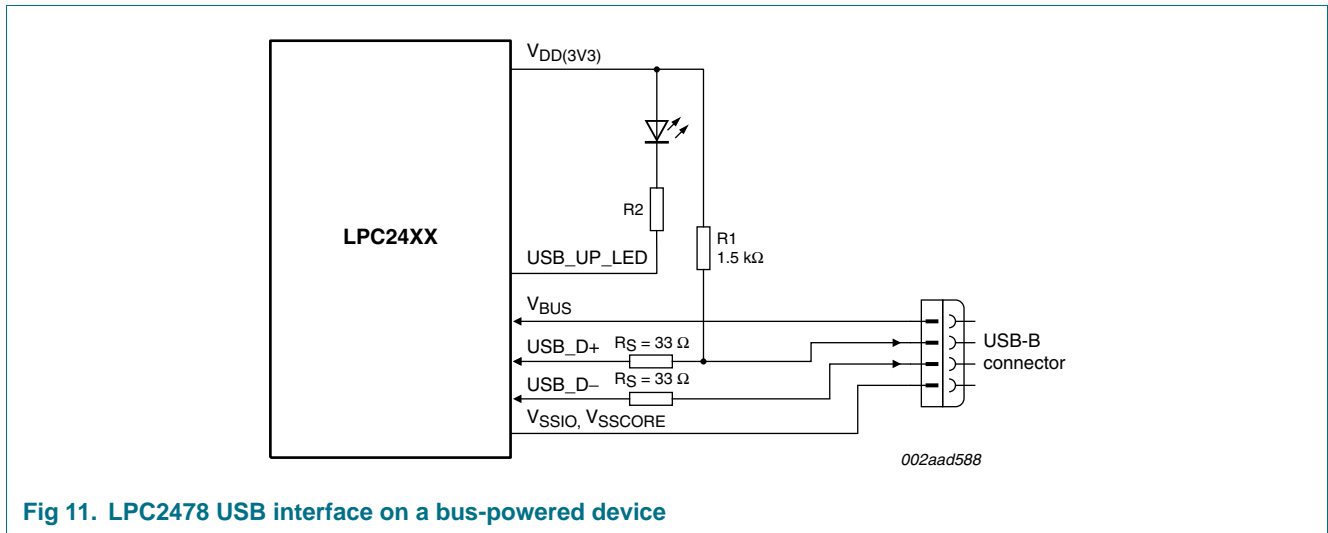 VDD(3V3)
R2
LPC24XX
R1
1.5 kΩ
USB_UP_LED
VBUS
USB_D+ RS = 33 Ω
USB-B
connector
USB_D− RS = 33 Ω
VSSIO, VSSCORE
002aad588
Fig 11. LPC2478 USB interface on a bus-powered device